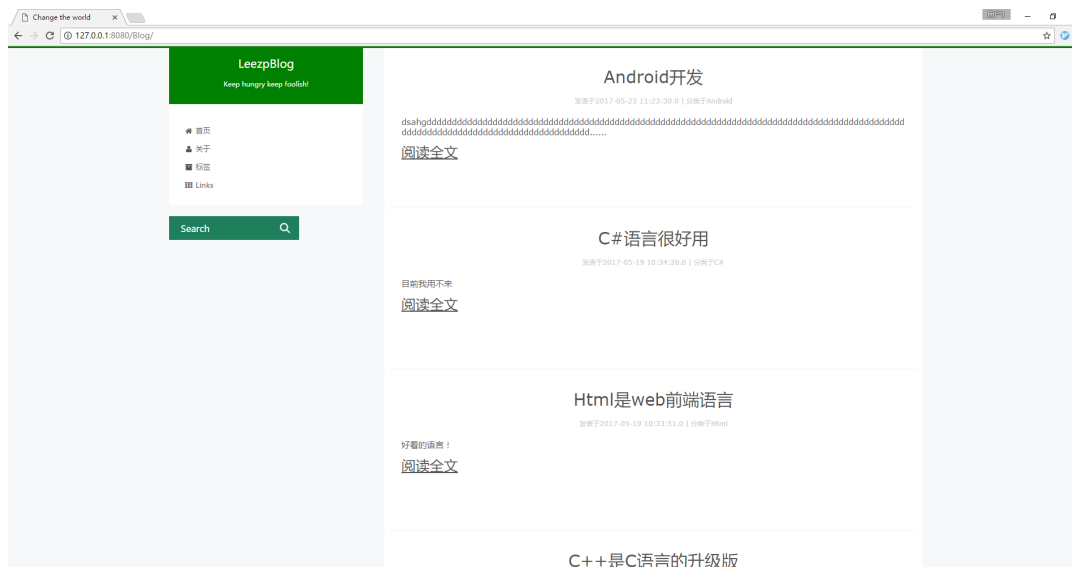 Change the world
127.0.0.1:8080/Blog/
LeezpBlog
Keep hungry keep foolish!
首页
关于
标签
Links
Search
Android开发
发表于2017-05-25 11:23:30.0 | 分类于Android
阅读全文
C#语言很好用
发表于2017-05-19 10:34:20.0 | 分类于C#
目前我用不来
阅读全文
Html是web前端语言
发表于2017-05-19 10:33:51.0 | 分类于Html
好看的语言！
阅读全文
C++是C语言的升级版